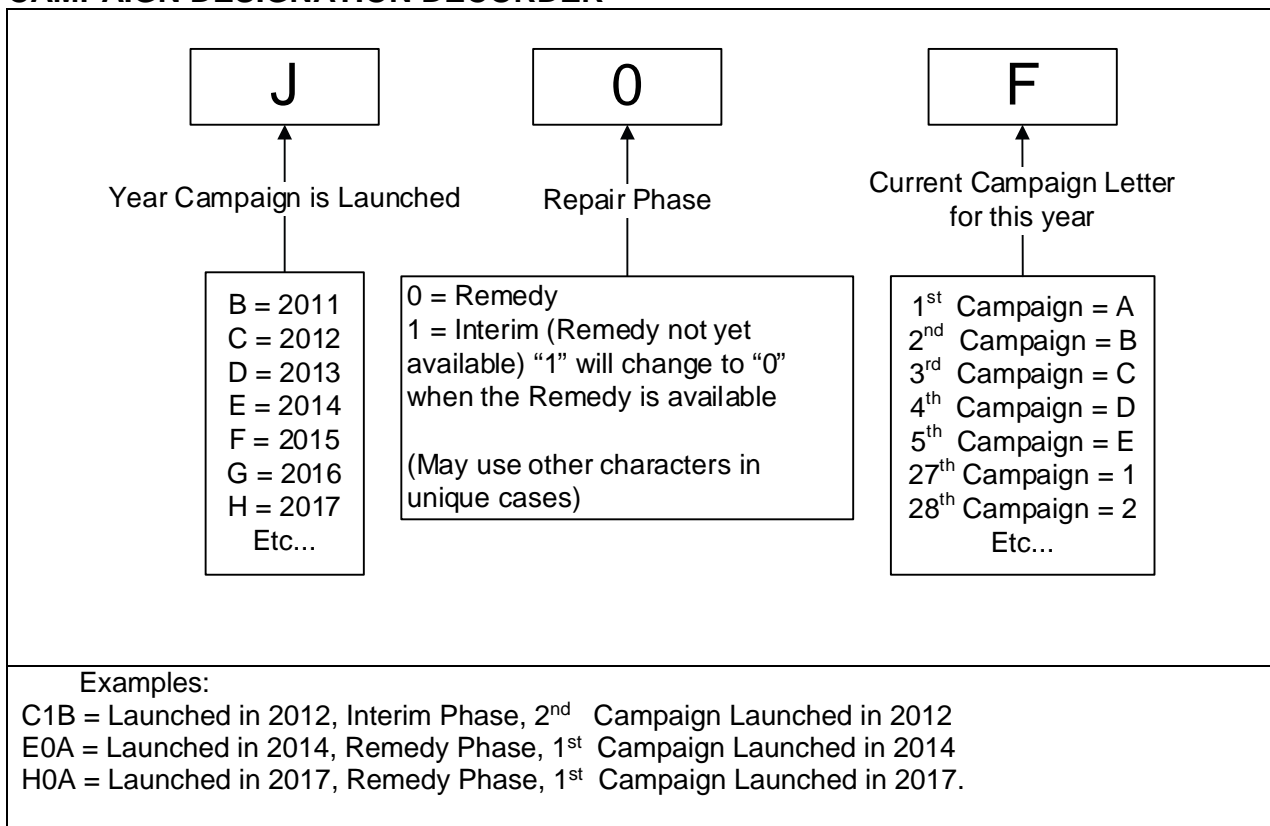 CAMPAIGN DESIGNATION DECORDER
J
0
F
Year Campaign is Launched
Repair Phase
Current Campaign Letter
for this year
B = 2011
C = 2012
D = 2013
E = 2014
F = 2015
G = 2016
H = 2017
Etc...
0 = Remedy
1 = Interim (Remedy not yet
available) “1” will change to “0”
when the Remedy is available
(May use other characters in
unique cases)
1st Campaign = A
2nd Campaign = B
3rd Campaign = C
4th Campaign = D
5th Campaign = E
27th Campaign = 1
28th Campaign = 2
Etc...
Examples:
C1B = Launched in 2012, Interim Phase, 2nd Campaign Launched in 2012
E0A = Launched in 2014, Remedy Phase, 1st Campaign Launched in 2014
H0A = Launched in 2017, Remedy Phase, 1st Campaign Launched in 2017.